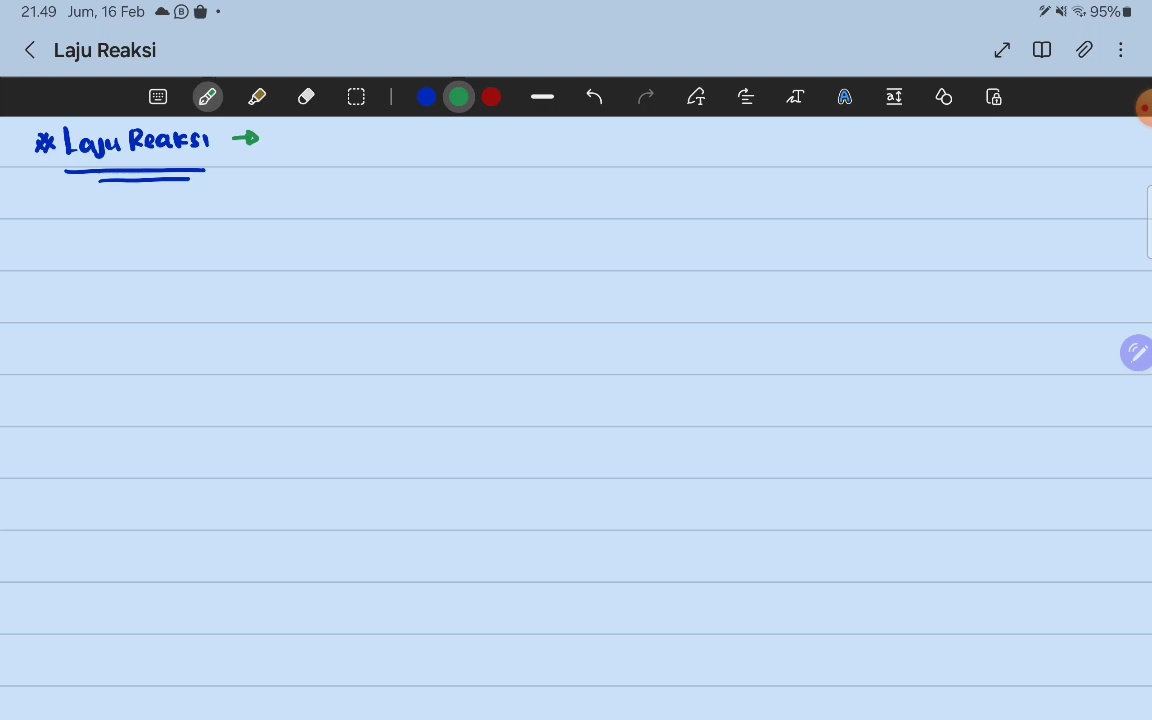 21.49 Jum, 16 Feb
95%
Laju Reaksi
* Laju Reaksi →